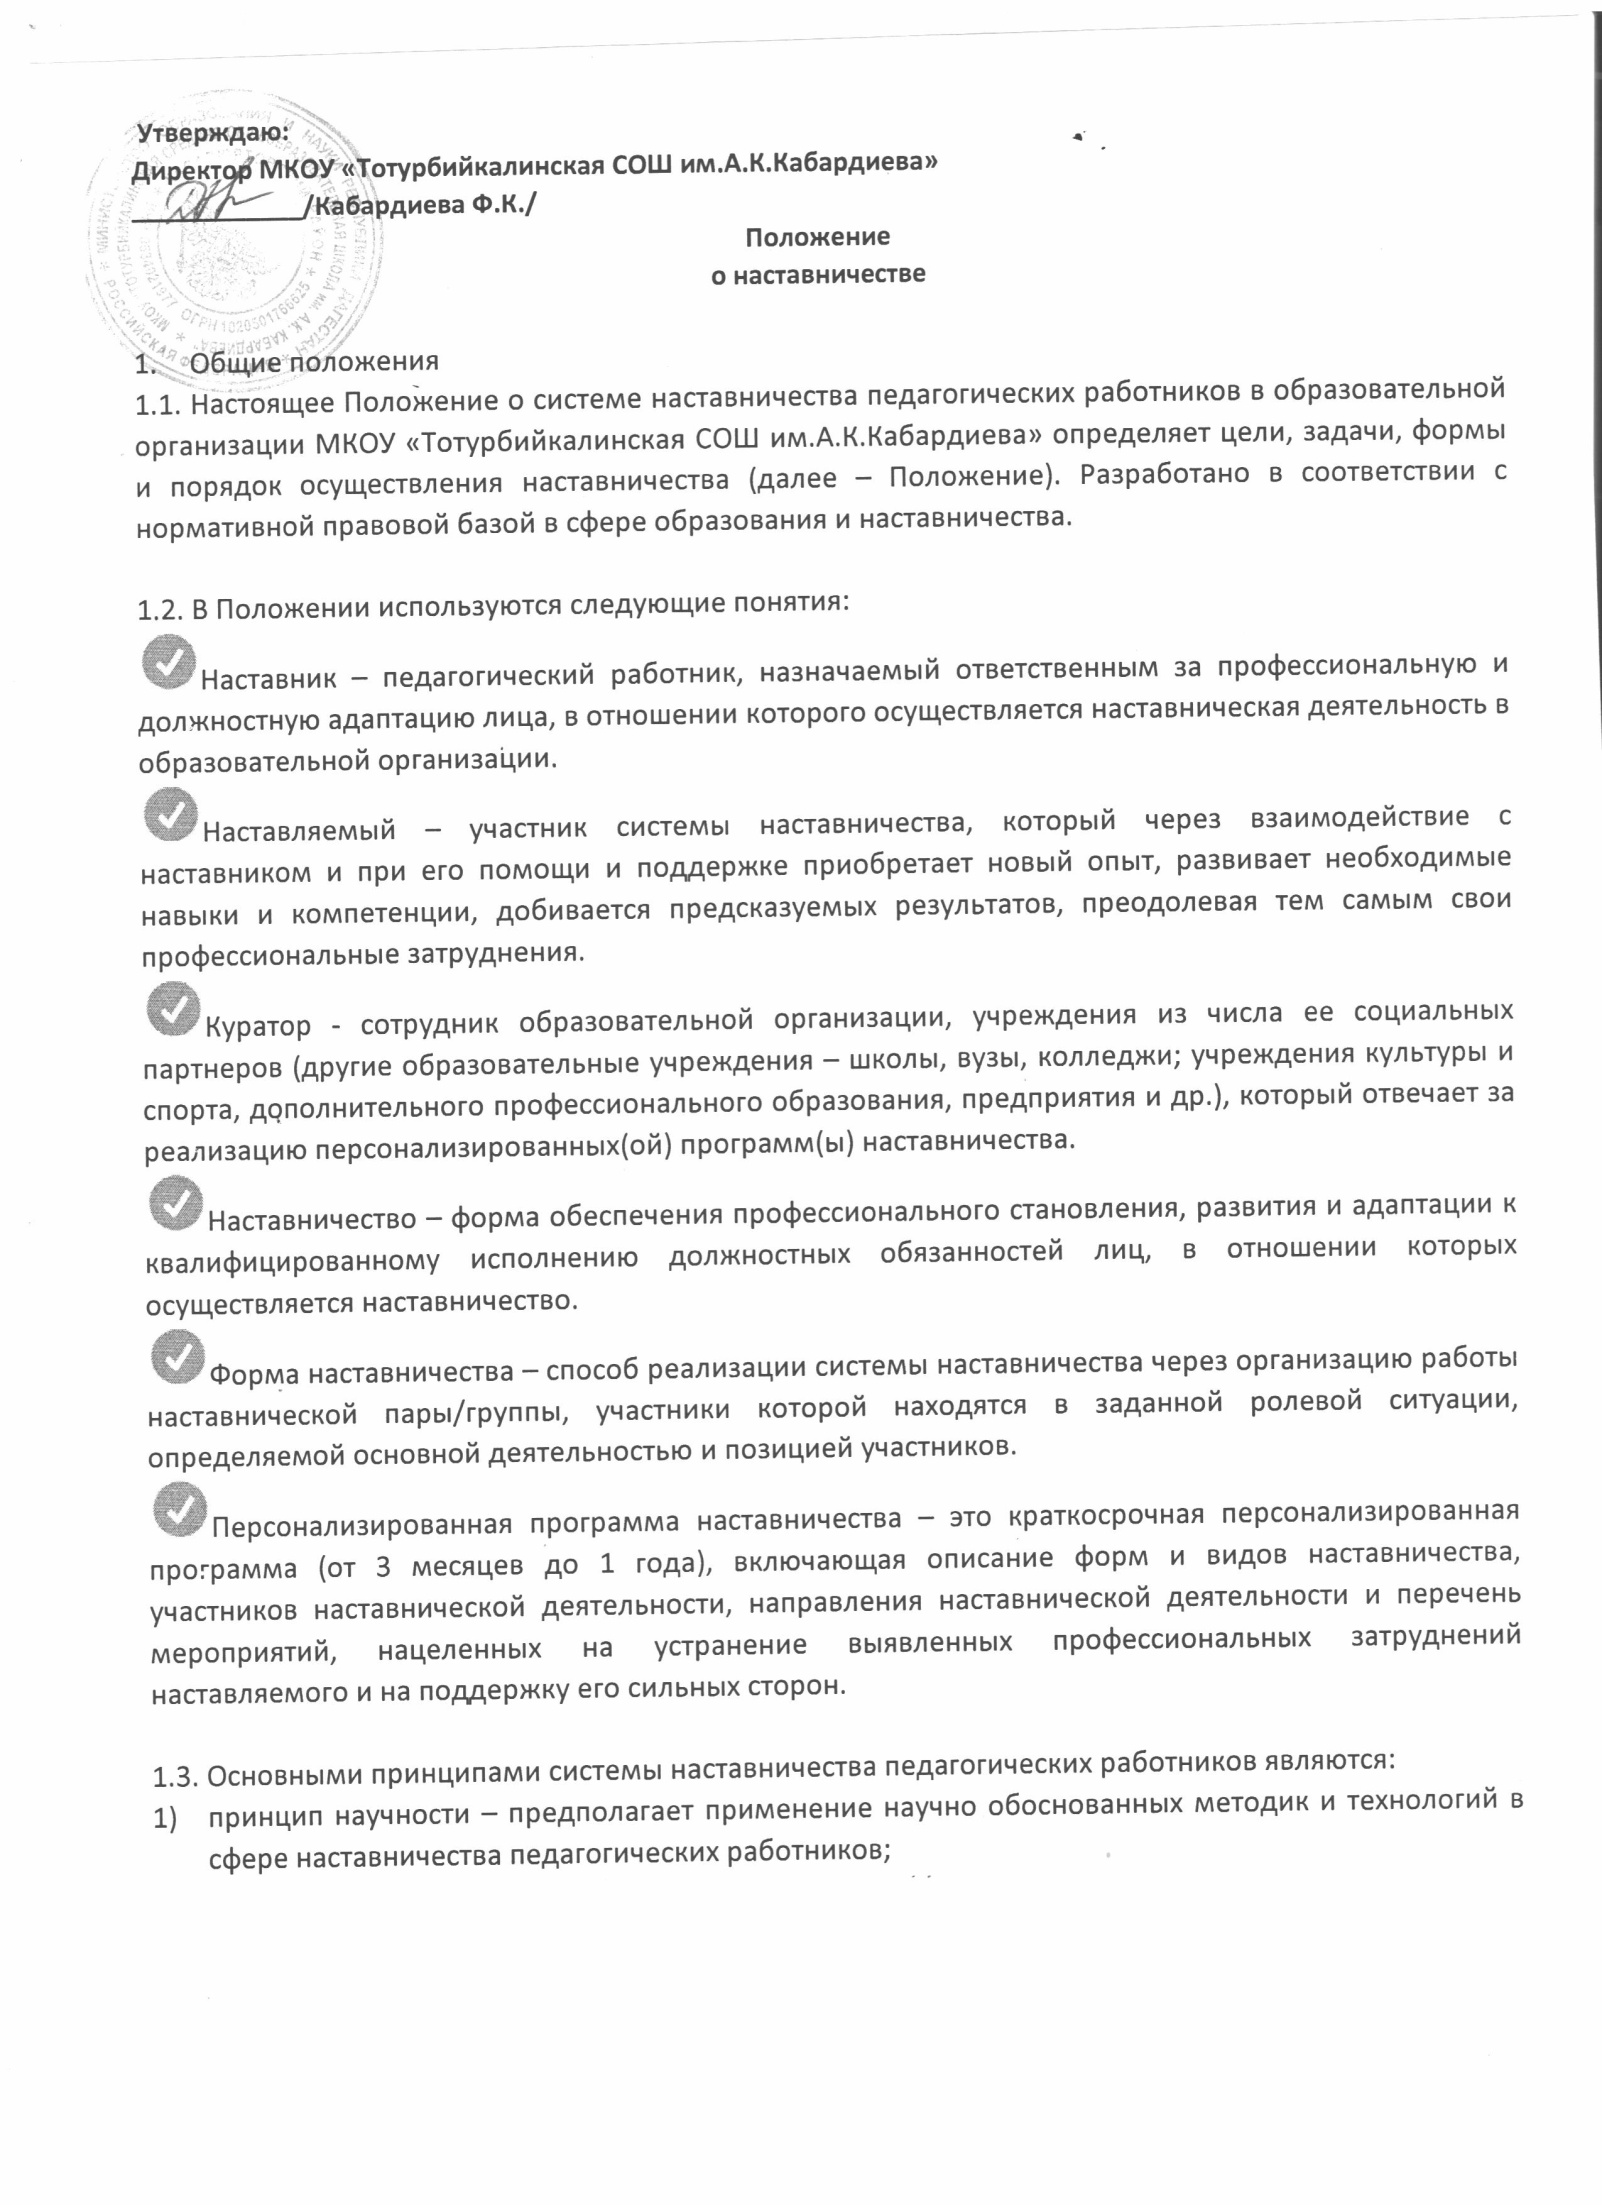 Утверждаю:
Директор МКОУ «Тотурбийкалинская СОШ им.А.К.Кабардиева»
____________/Кабардиева Ф.К./
Положение
о наставничестве
1. Общие положения
1.1. Настоящее Положение о системе наставничества педагогических работников в образовательной
организации МКОУ «Тотурбийкалинская СОШ им.А.К.Кабардиева» определяет цели, задачи, формы
и порядок осуществления наставничества (далее – Положение). Разработано в соответствии с
нормативной правовой базой в сфере образования и наставничества.
1.2. В Положении используются следующие понятия:
Наставник – педагогический работник, назначаемый ответственным за профессиональную и
должностную адаптацию лица, в отношении которого осуществляется наставническая деятельность в
образовательной организации.
Наставляемый – участник системы наставничества, который через взаимодействие с
наставником и при его помощи и поддержке приобретает новый опыт, развивает необходимые
навыки и компетенции, добивается предсказуемых результатов, преодолевая тем самым свои
профессиональные затруднения.
Куратор - сотрудник образовательной организации, учреждения из числа ее социальных
партнеров (другие образовательные учреждения – школы, вузы, колледжи; учреждения культуры и
спорта, дополнительного профессионального образования, предприятия и др.), который отвечает за
реализацию персонализированных(ой) программ(ы) наставничества.
Наставничество – форма обеспечения профессионального становления, развития и адаптации к
квалифицированному исполнению должностных обязанностей лиц, в отношении которых
осуществляется наставничество.
Форма наставничества – способ реализации системы наставничества через организацию работы
наставнической пары/группы, участники которой находятся в заданной ролевой ситуации,
определяемой основной деятельностью и позицией участников.
Персонализированная программа наставничества – это краткосрочная персонализированная
программа (от 3 месяцев до 1 года), включающая описание форм и видов наставничества,
участников наставнической деятельности, направления наставнической деятельности и перечень
мероприятий, нацеленных на устранение выявленных профессиональных затруднений
наставляемого и на поддержку его сильных сторон.
1.3. Основными принципами системы наставничества педагогических работников являются:
1) принцип научности – предполагает применение научно обоснованных методик и технологий в
сфере наставничества педагогических работников;